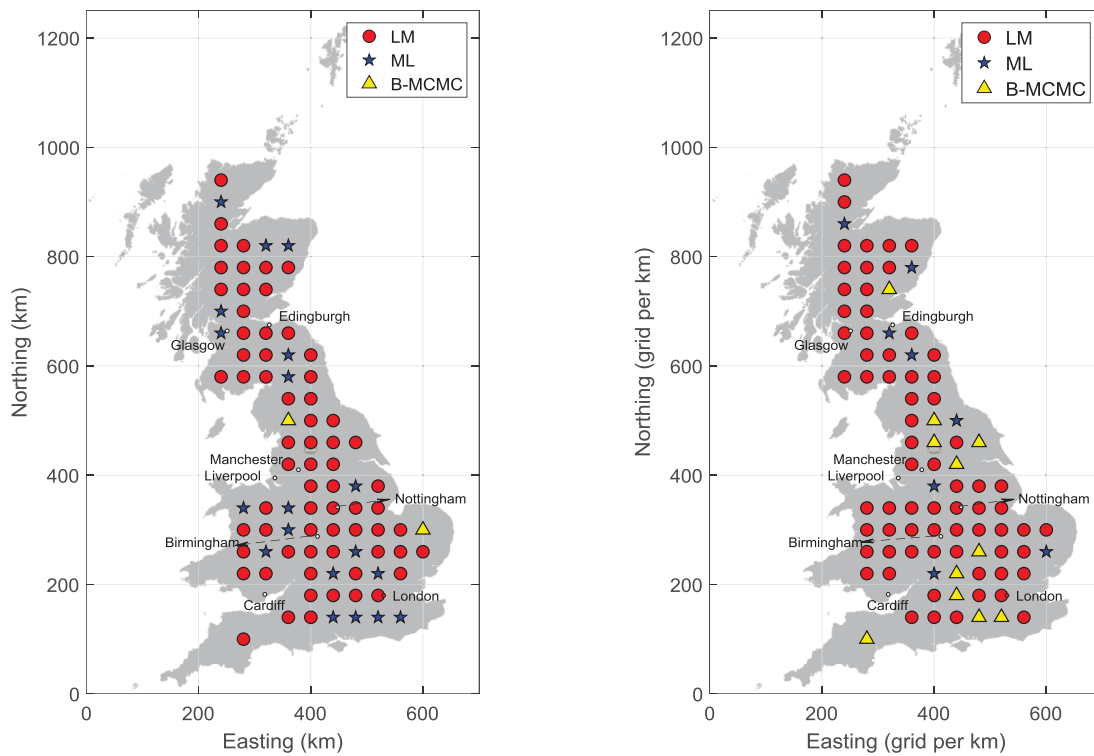 LM
ML
B-MCMC
1200
1000
800
600
400
200
0
Northing (km)
Edingburgh
Glasgow
Manchester
Liverpool
Nottingham
Birmingham
Cardiff
London
0
200
400
600
Easting (km)
LM
ML
B-MCMC
1200
1000
800
600
400
200
0
Northing (grid per km)
Edingburgh
Glasgow
Manchester
Liverpool
Nottingham
Birmingham
Cardiff
London
0
200
400
600
Easting (grid per km)